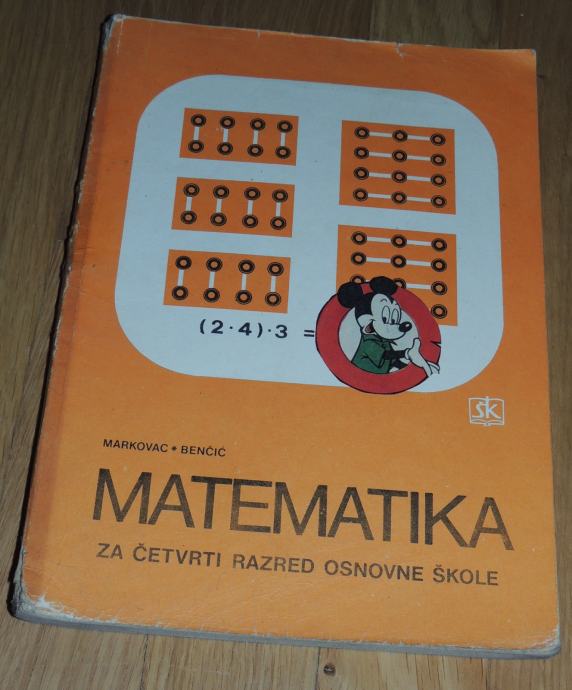 (2·4)·3 =
ŠK
MARKOVAC • BENČIĆ
MATEMATIKA
ZA ČETVRTI RAZRED OSNOVNE ŠKOLE